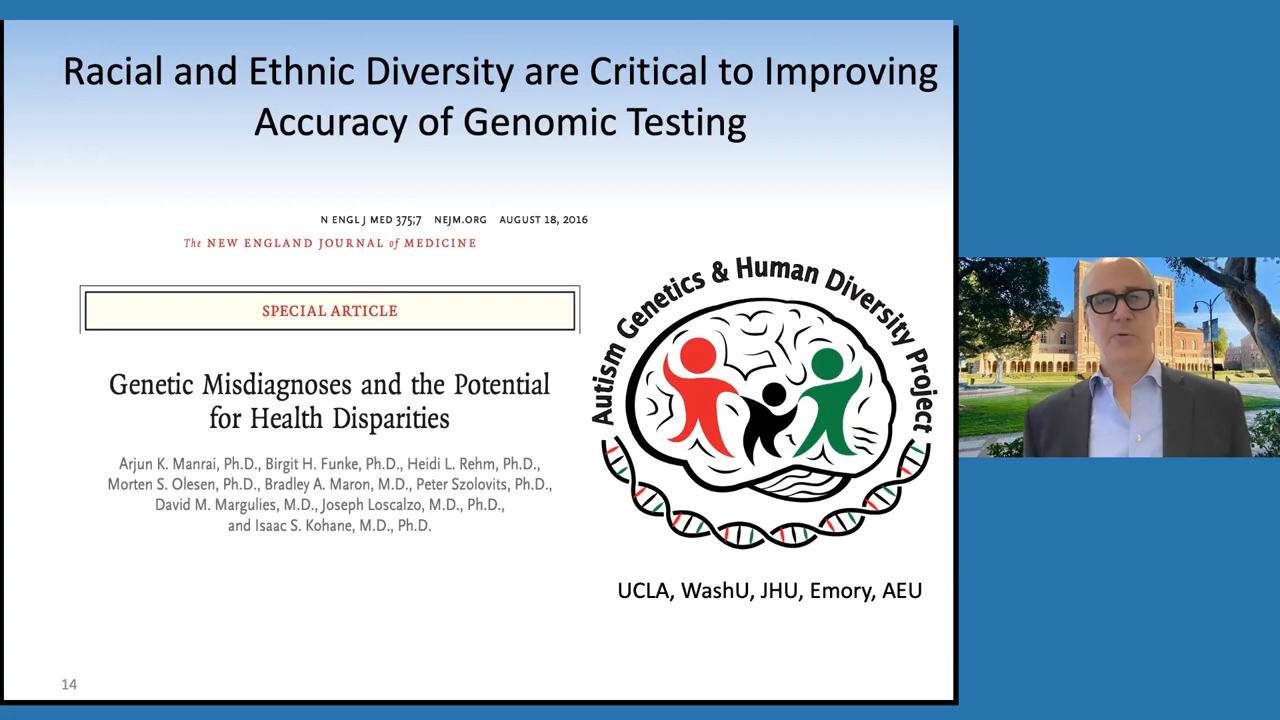 Racial and Ethnic Diversity are Critical to Improving
Accuracy of Genomic Testing
N ENGL J MED 375;7 NEJM.ORG AUGUST 18, 2016
The NEW ENGLAND JOURNAL of MEDICINE
SPECIAL ARTICLE
Genetic Misdiagnoses and the Potential
for Health Disparities
Arjun K. Manrai, Ph.D., Birgit H. Funke, Ph.D., Heidi L. Rehm, Ph.D.,
Morten S. Olesen, Ph.D., Bradley A. Maron, M.D., Peter Szolovits, Ph.D.,
David M. Margulies, M.D., Joseph Loscalzo, M.D., Ph.D.,
and Isaac S. Kohane, M.D., Ph.D.
Autism Genetics & Human Diversity Project
UCLA, WashU, JHU, Emory, AEU
14